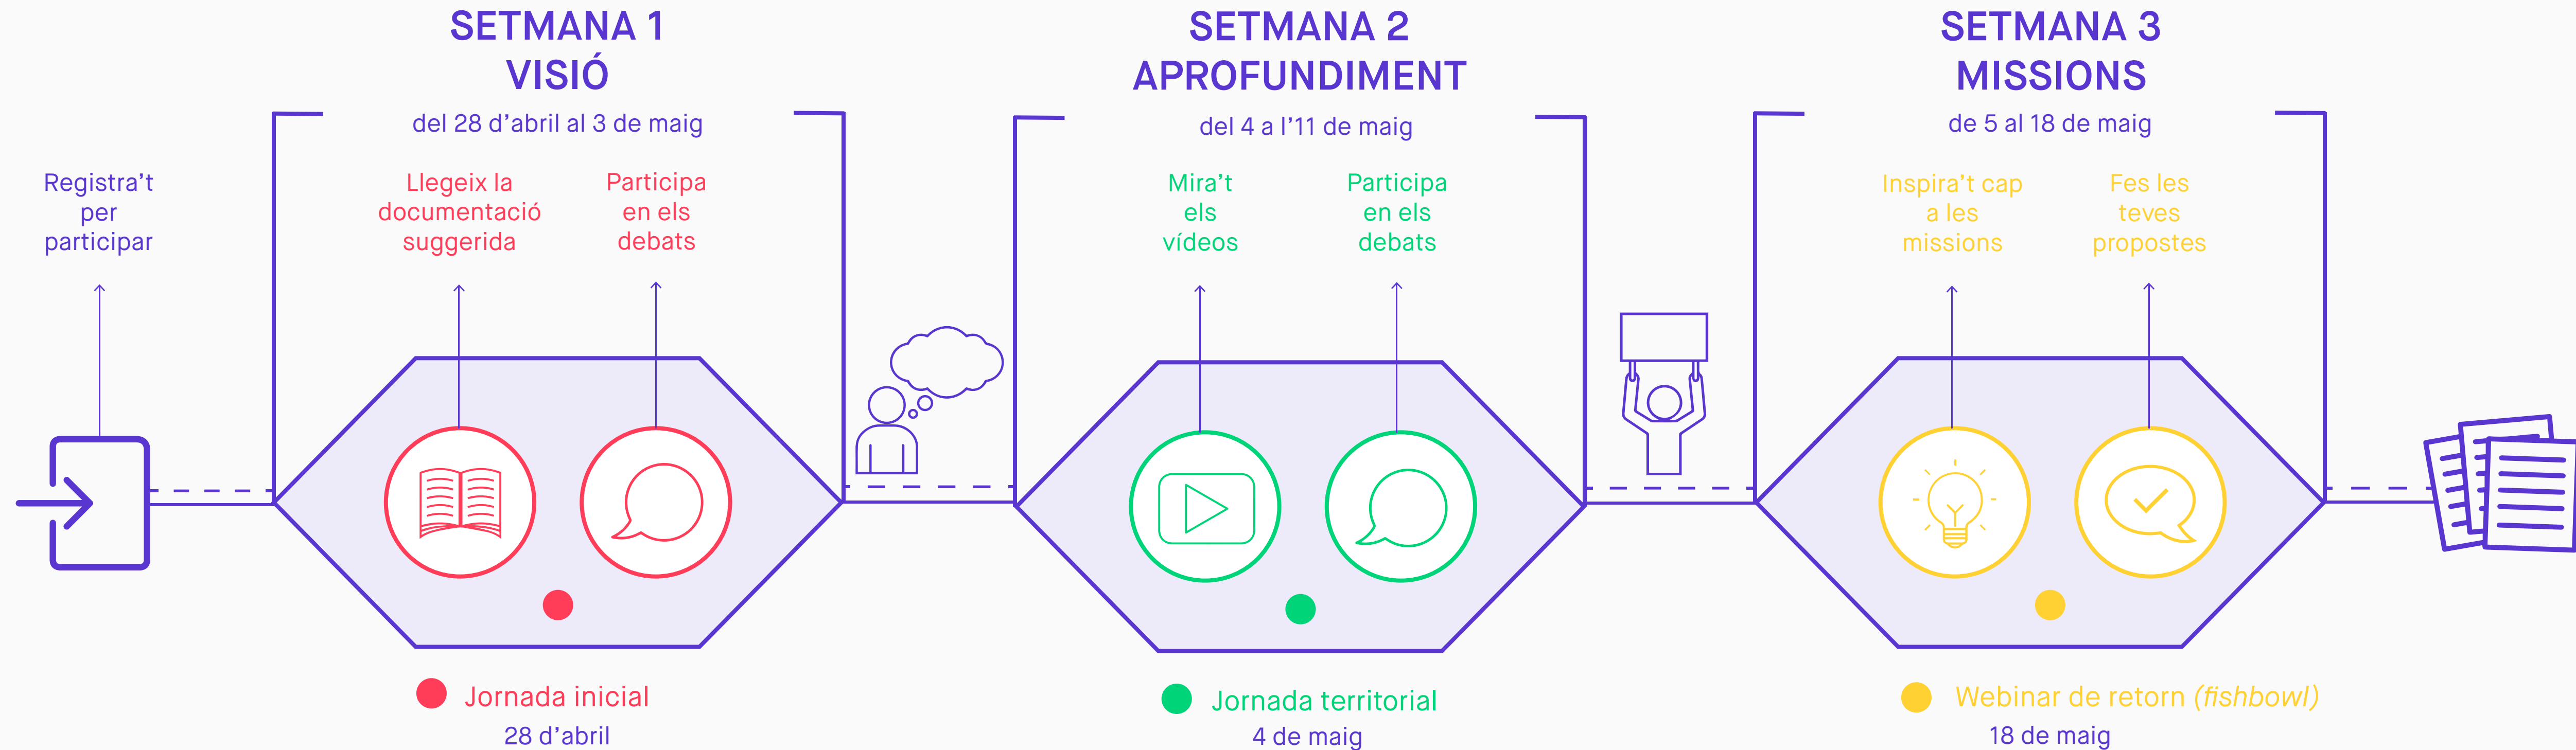 Registra't
per
participar
SETMANA 1
VISIÓ
del 28 d'abril al 3 de maig
Llegeix la
documentació
suggerida
Participa
en els
debats
Jornada inicial
28 d'abril
SETMANA 2
APROFUNDIMENT
del 4 a l'11 de maig
Mira't
els
vídeos
Participa
en els
debats
Jornada territorial
4 de maig
SETMANA 3
MISSIONS
de 5 al 18 de maig
Inspira't cap
a les
missions
Fes les
teves
propostes
Webinar de retorn (fishbowl)
18 de maig